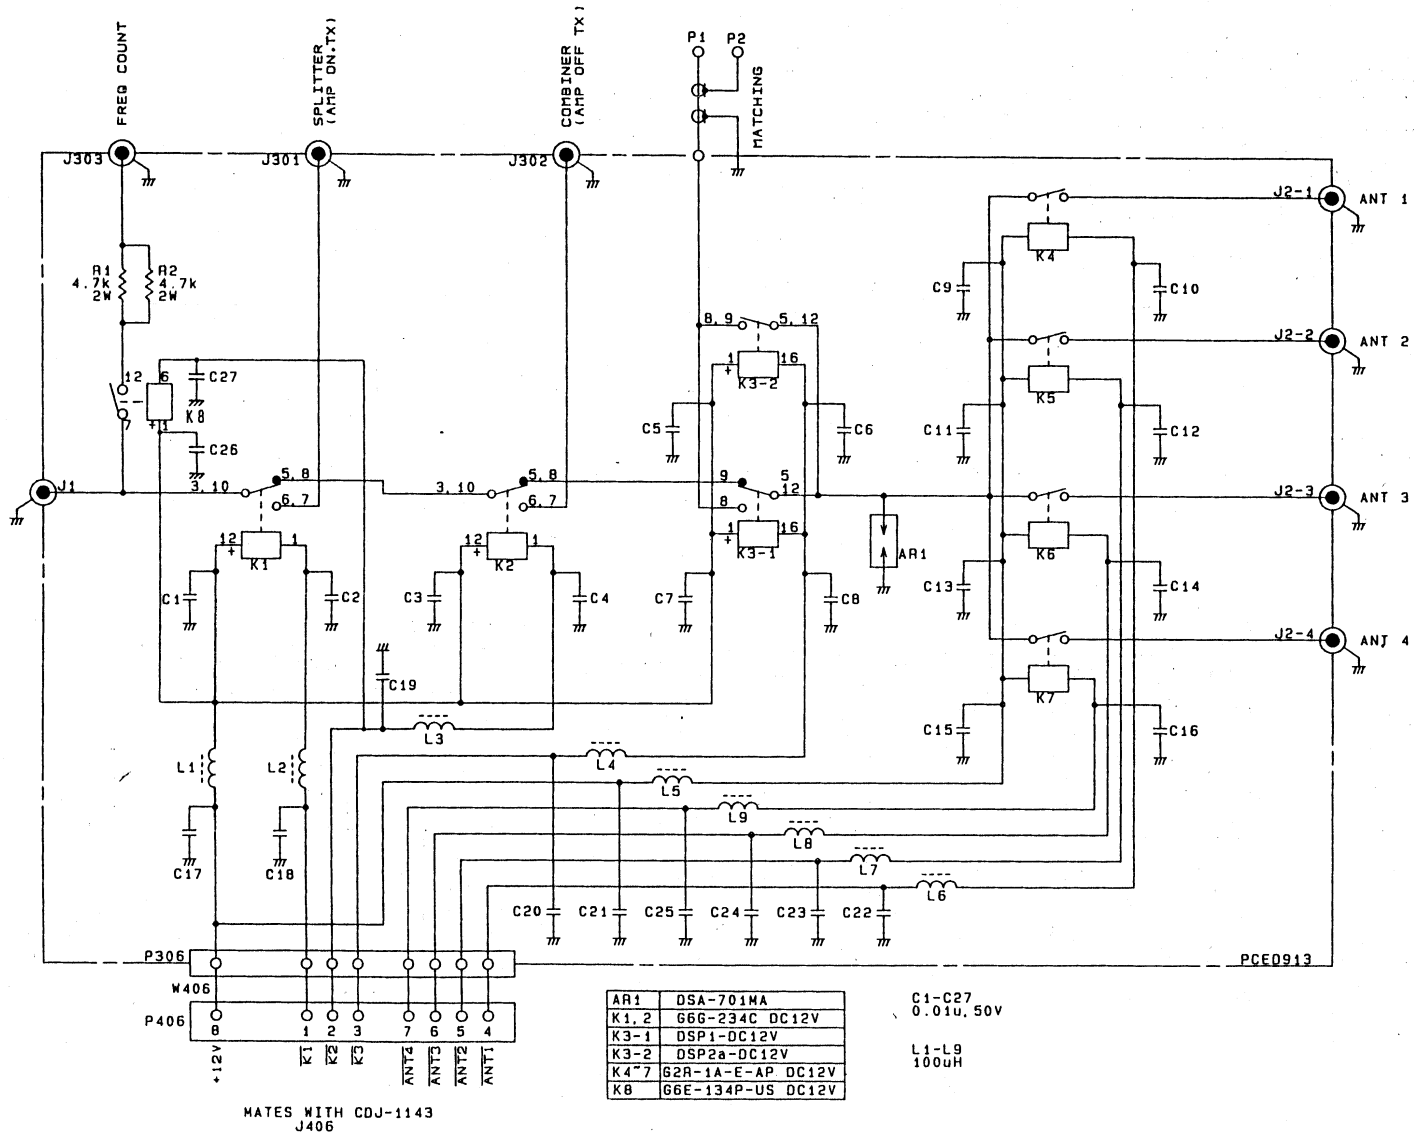 FREQ COUNT
SPLITTER
(AMP ON.TX)
COMBINER
(AMP OFF TX)
P1
P2
MATCHING
J303
J301
J302
J2-1
ANT 1
K4
C9
C10
R1
4.7k
2W
R2
4.7k
2W
8,9
5,12
J2-2
ANT 2
12
6
C27
1
+
16
K3-2
K5
7
K8
+
1
C5
C6
C11
C12
C26
J1
3,10
5,8
6,7
3,10
5,8
6,7
9
5
12
8
J2-3
ANT 3
12
+
1
K1
12
+
1
K2
1
+
16
K3-1
AR1
K6
C1
C2
C3
C4
C7
C8
C13
C14
J2-4
ANT 4
C19
K7
L3
C15
C16
L1
L2
L4
L5
L9
L8
C17
C18
L7
L6
C20
C21
C25
C24
C23
C22
P306
PCED913
W406
P406
8
1
2
3
7
6
5
4
+12V
K1
K2
K3
ANT4
ANT3
ANT2
ANT1
AR1 DSA-701MA
K1,2 G6G-234C DC12V
K3-1 DSP1-DC12V
K3-2 DSP2a-DC12V
K4~7 G2R-1A-E-AP DC12V
K8 G6E-134P-US DC12V
C1-C27
0.01u,50V
L1-L9
100uH
MATES WITH CDJ-1143
J406